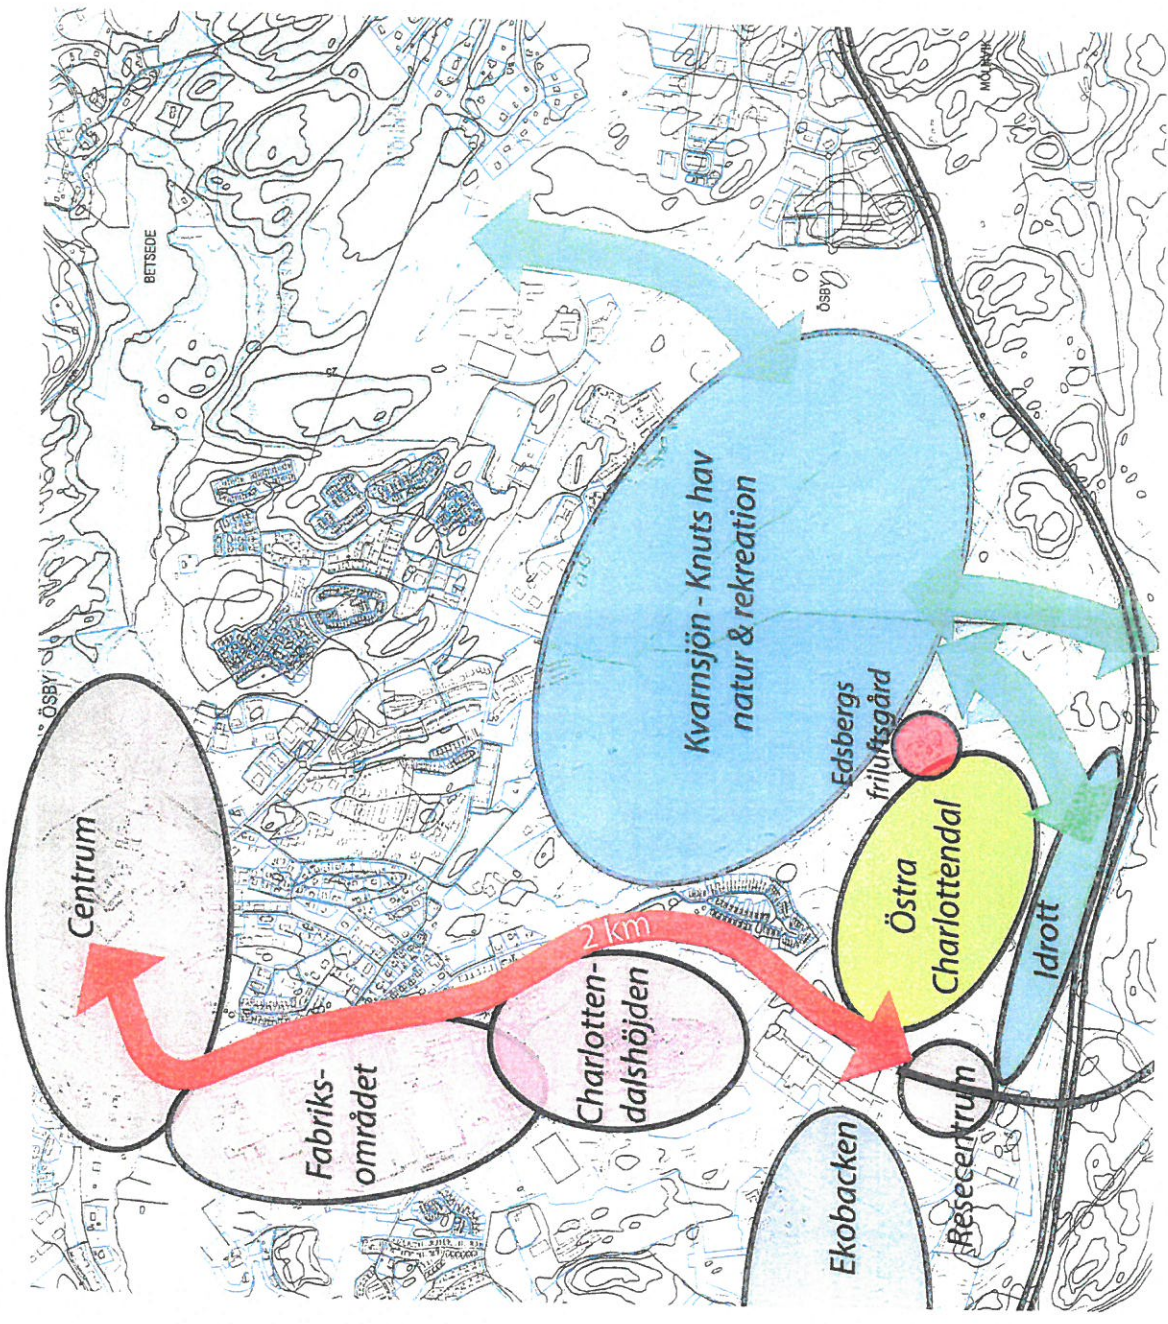 Centrum
ÖSBY
BETSEDE
MÖLNVIK
ÖSBY
Fabriks-
området
Charlotten-
dalshöjden
2 km
Kvarnsjön - Knuts hav
natur & rekreation
Edsbergs
friluftsgård
Östra
Charlottendal
Idrott
Resecentrum
Ekobacken